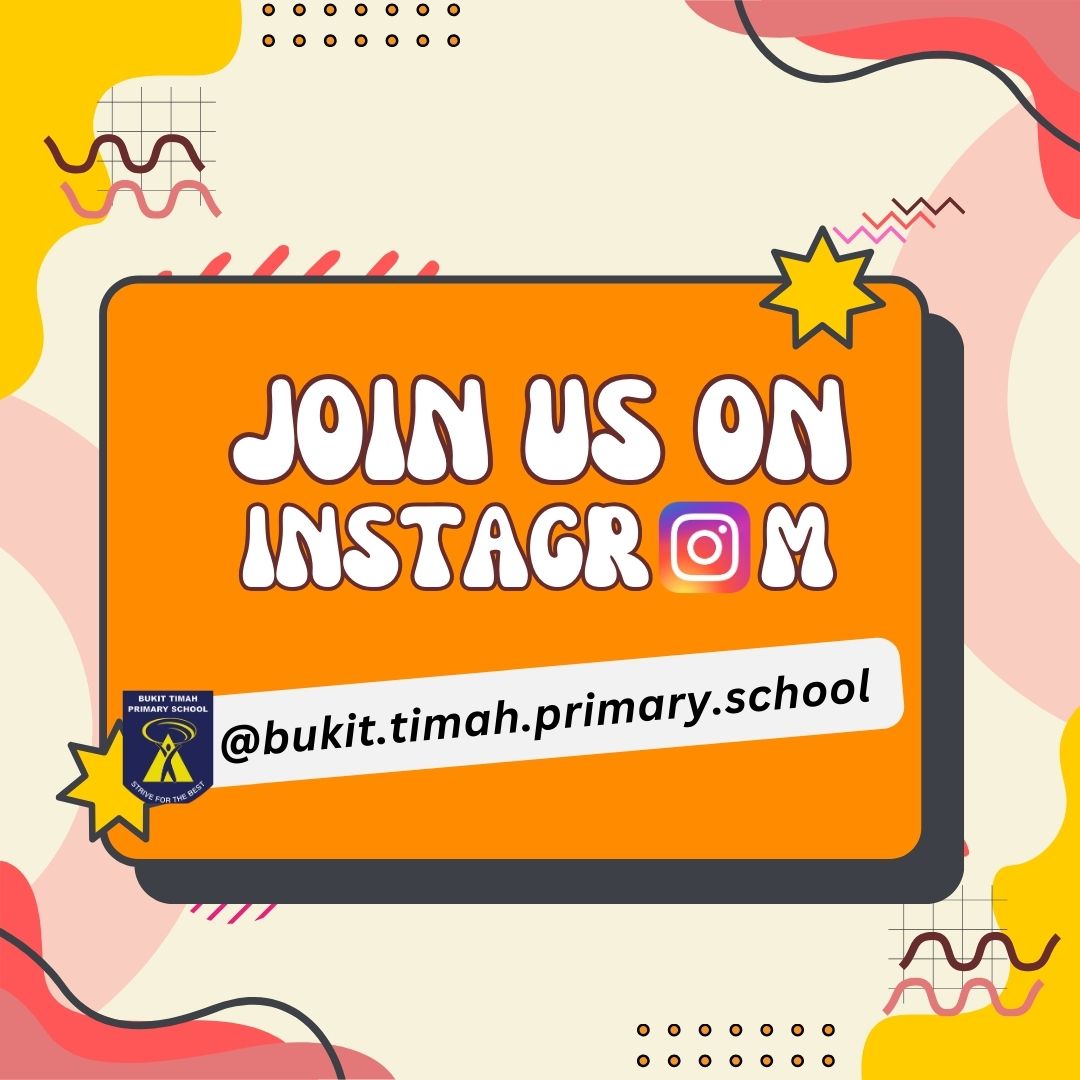 JOIN US ON
INSTAGR M
BUKIT TIMAH
PRIMARY SCHOOL
STRIVE FOR THE BEST
@bukit.timah.primary.school